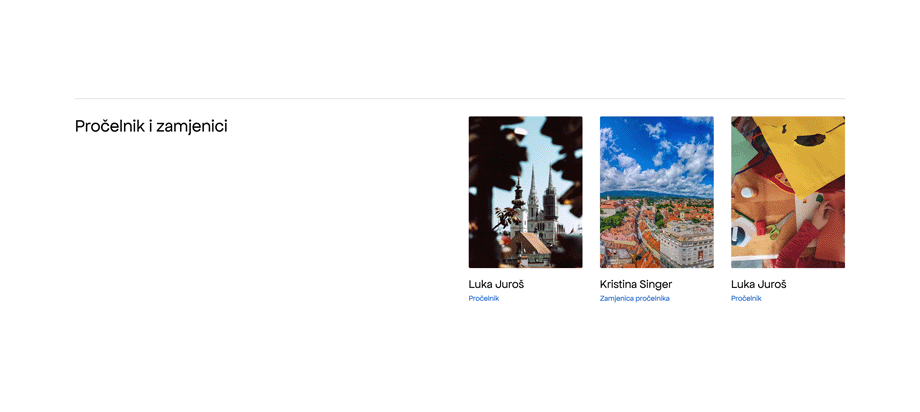 Pročelnik i zamjenici
Luka Juroš
Pročelnik
Kristina Singer
Zamjenica pročelnika
Luka Juroš
Pročelnik